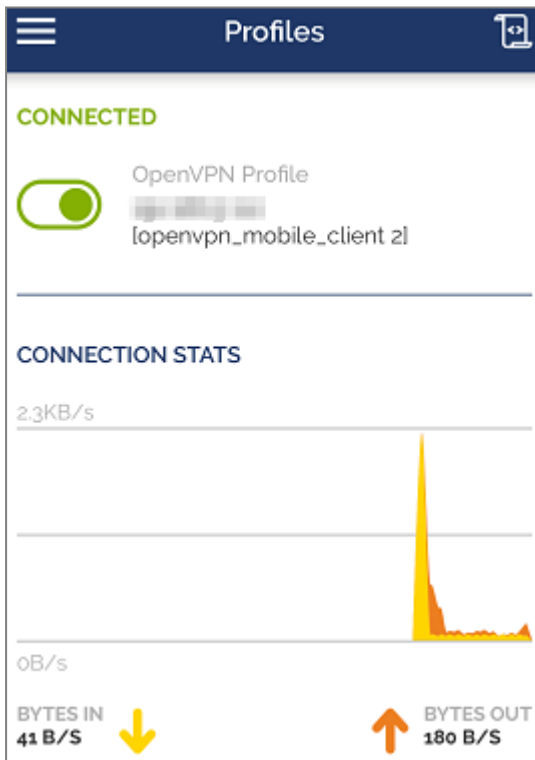 Profiles
CONNECTED
OpenVPN Profile
[openvpn_mobile_client 2]
CONNECTION STATS
2.3KB/s
0B/s
BYTES IN
41 B/S
BYTES OUT
180 B/S